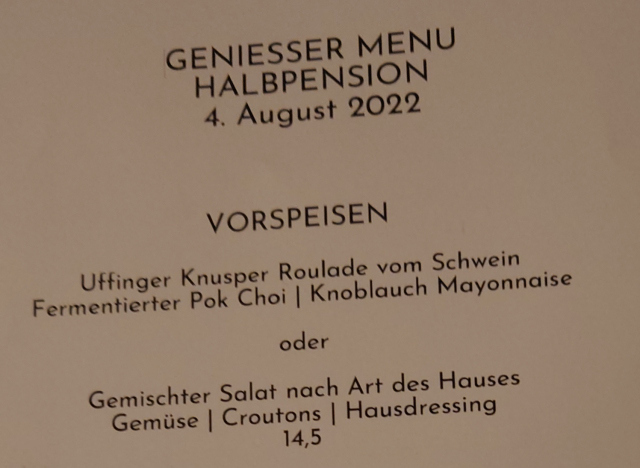 GENIESSER MENU
HALBPENSION
4. August 2022
VORSPEISEN
Uffinger Knusper Roulade vom Schwein
Fermentierter Pok Choi | Knoblauch Mayonnaise
oder
Gemischter Salat nach Art des Hauses
Gemüse | Croutons | Hausdressing
14,5